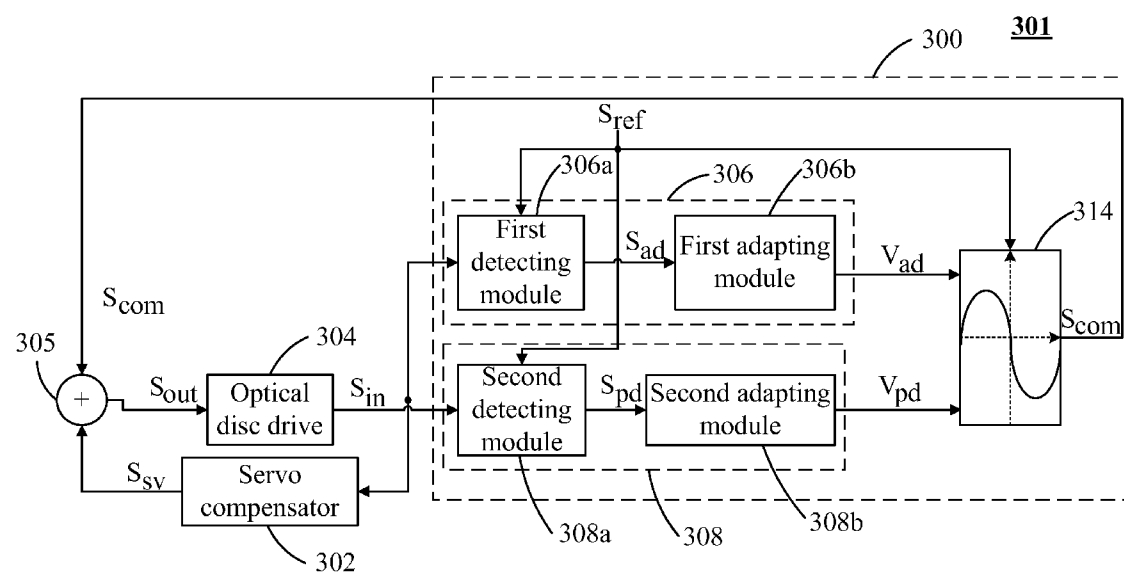 301
300
S_ref
306a
306
306b
314
First detecting module
S_ad
First adapting module
V_ad
S_com
S_com
305
304
S_out
Optical disc drive
S_in
Second detecting module
S_pd
Second adapting module
V_pd
+
S_sv
Servo compensator
302
308a
308
308b